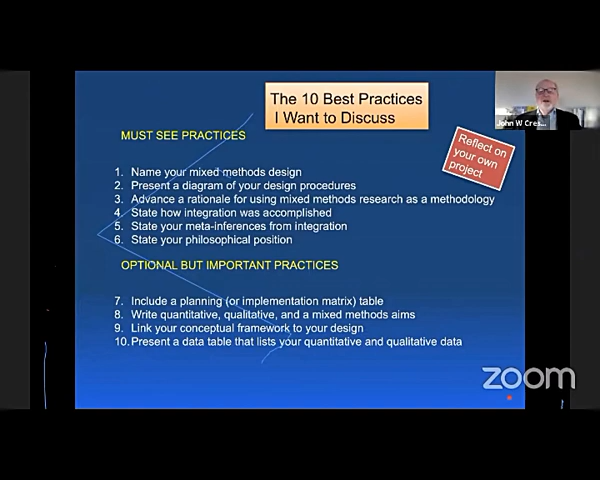 The 10 Best Practices
I Want to Discuss
John W Cres...
MUST SEE PRACTICES
Reflect on
your own
project
1. Name your mixed methods design
2. Present a diagram of your design procedures
3. Advance a rationale for using mixed methods research as a methodology
4 State how integration was accomplished
5. State your meta-inferences from integration
6. State your philosophical position
OPTIONAL BUT IMPORTANT PRACTICES
7. Include a planning (or implementation matrix) table
8. Write quantitative, qualitative, and a mixed methods aims
9. Link your conceptual framework to your design
10. Present a data table that lists your quantitative and qualitative data
zoom